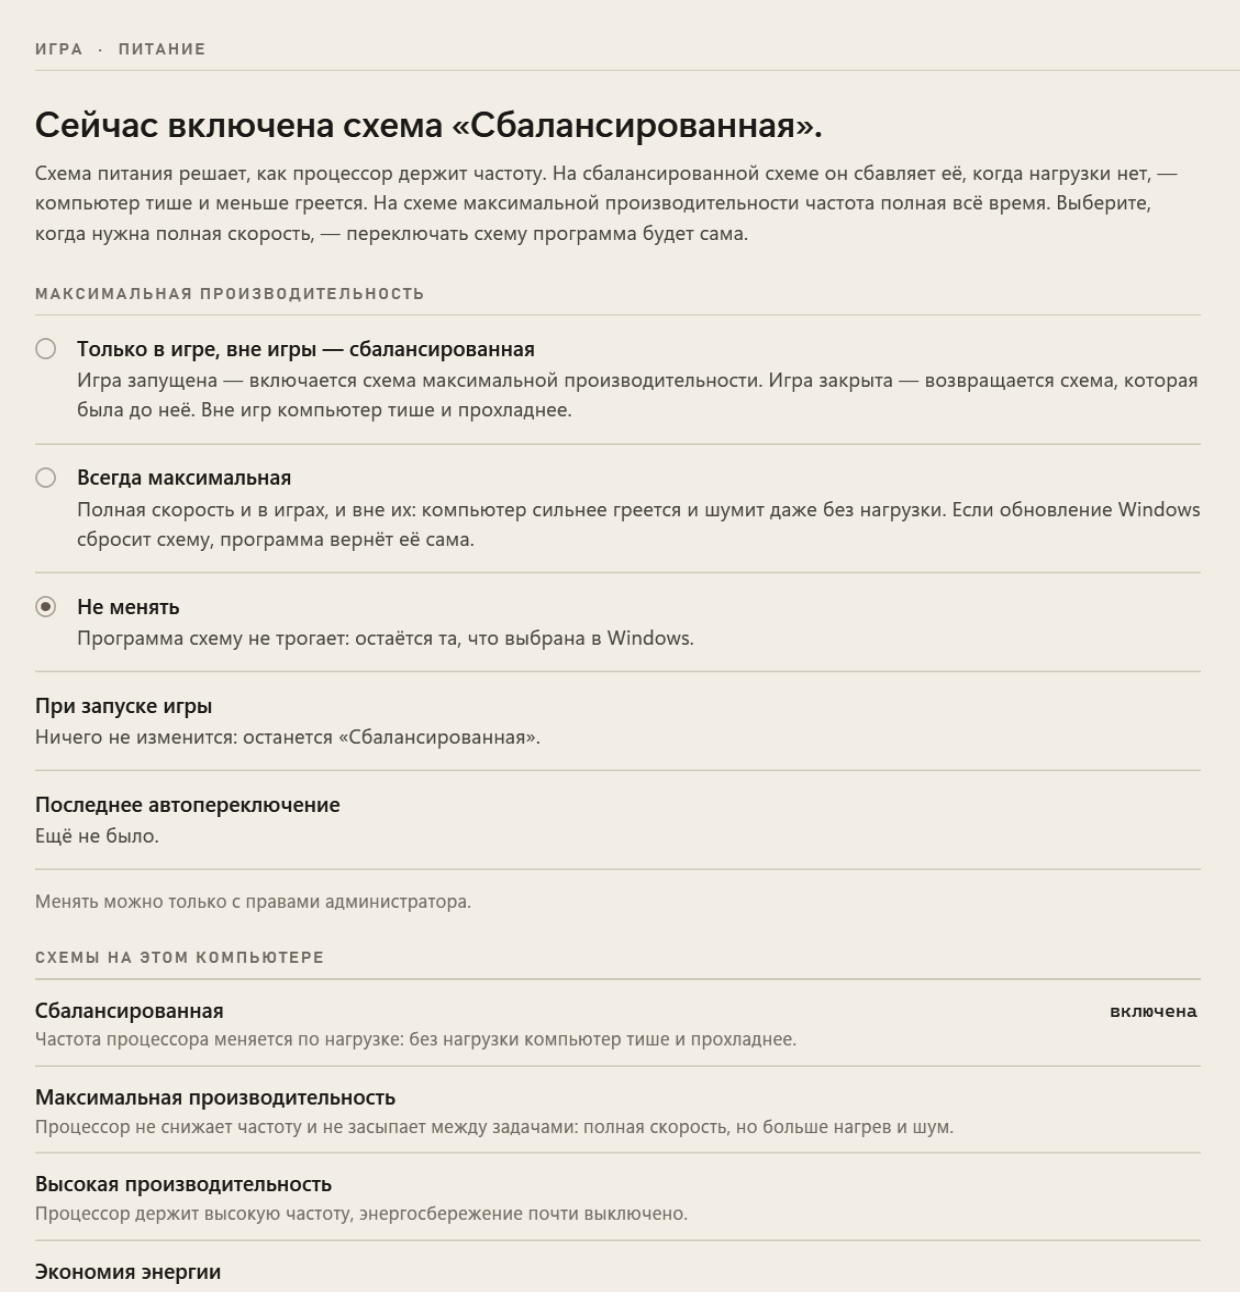 ИГРА · ПИТАНИЕ
Сейчас включена схема «Сбалансированная».
Схема питания решает, как процессор держит частоту. На сбалансированной схеме он сбавляет её, когда нагрузки нет, —
компьютер тише и меньше греется. На схеме максимальной производительности частота полная всё время. Выберите,
когда нужна полная скорость, — переключать схему программа будет сама.
МАКСИМАЛЬНАЯ ПРОИЗВОДИТЕЛЬНОСТЬ
Только в игре, вне игры — сбалансированная
Игра запущена — включается схема максимальной производительности. Игра закрыта — возвращается схема, которая
была до неё. Вне игр компьютер тише и прохладнее.
Всегда максимальная
Полная скорость и в играх, и вне их: компьютер сильнее греется и шумит даже без нагрузки. Если обновление Windows
сбросит схему, программа вернёт её сама.
Не менять
Программа схему не трогает: остаётся та, что выбрана в Windows.
При запуске игры
Ничего не изменится: останется «Сбалансированная».
Последнее автопереключение
Ещё не было.
Менять можно только с правами администратора.
СХЕМЫ НА ЭТОМ КОМПЬЮТЕРЕ
Сбалансированная включена
Частота процессора меняется по нагрузке: без нагрузки компьютер тише и прохладнее.
Максимальная производительность
Процессор не снижает частоту и не засыпает между задачами: полная скорость, но больше нагрев и шум.
Высокая производительность
Процессор держит высокую частоту, энергосбережение почти выключено.
Экономия энергии